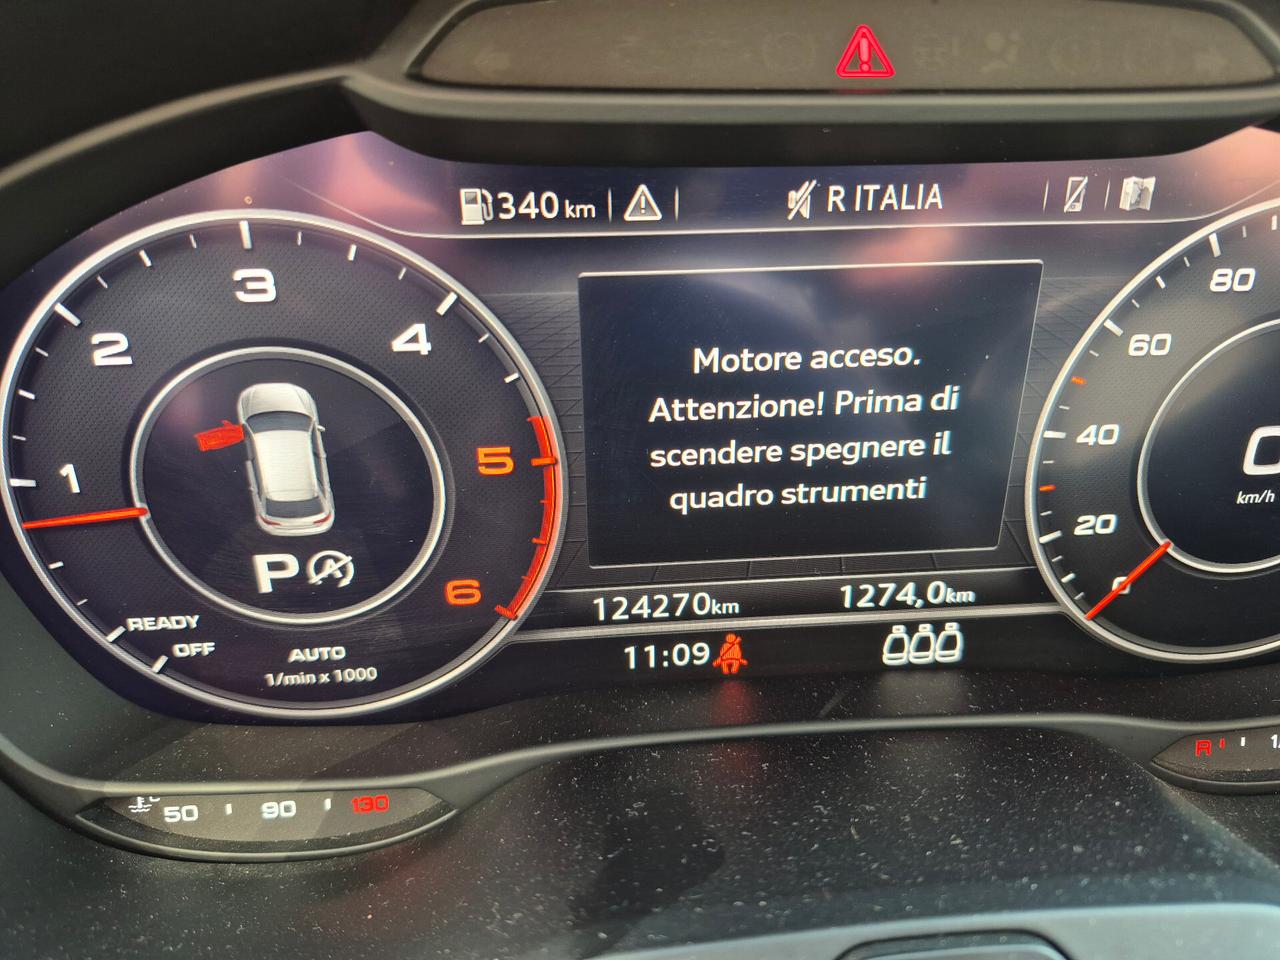 340 km
R ITALIA
1
2
3
4
5
6
P A
READY
OFF
AUTO
1/min x 1000
Motore acceso.
Attenzione! Prima di
scendere spegnere il
quadro strumenti
124270km
1274,0km
11:09
80
60
40
20
0
km/h
C
50
90
130
R